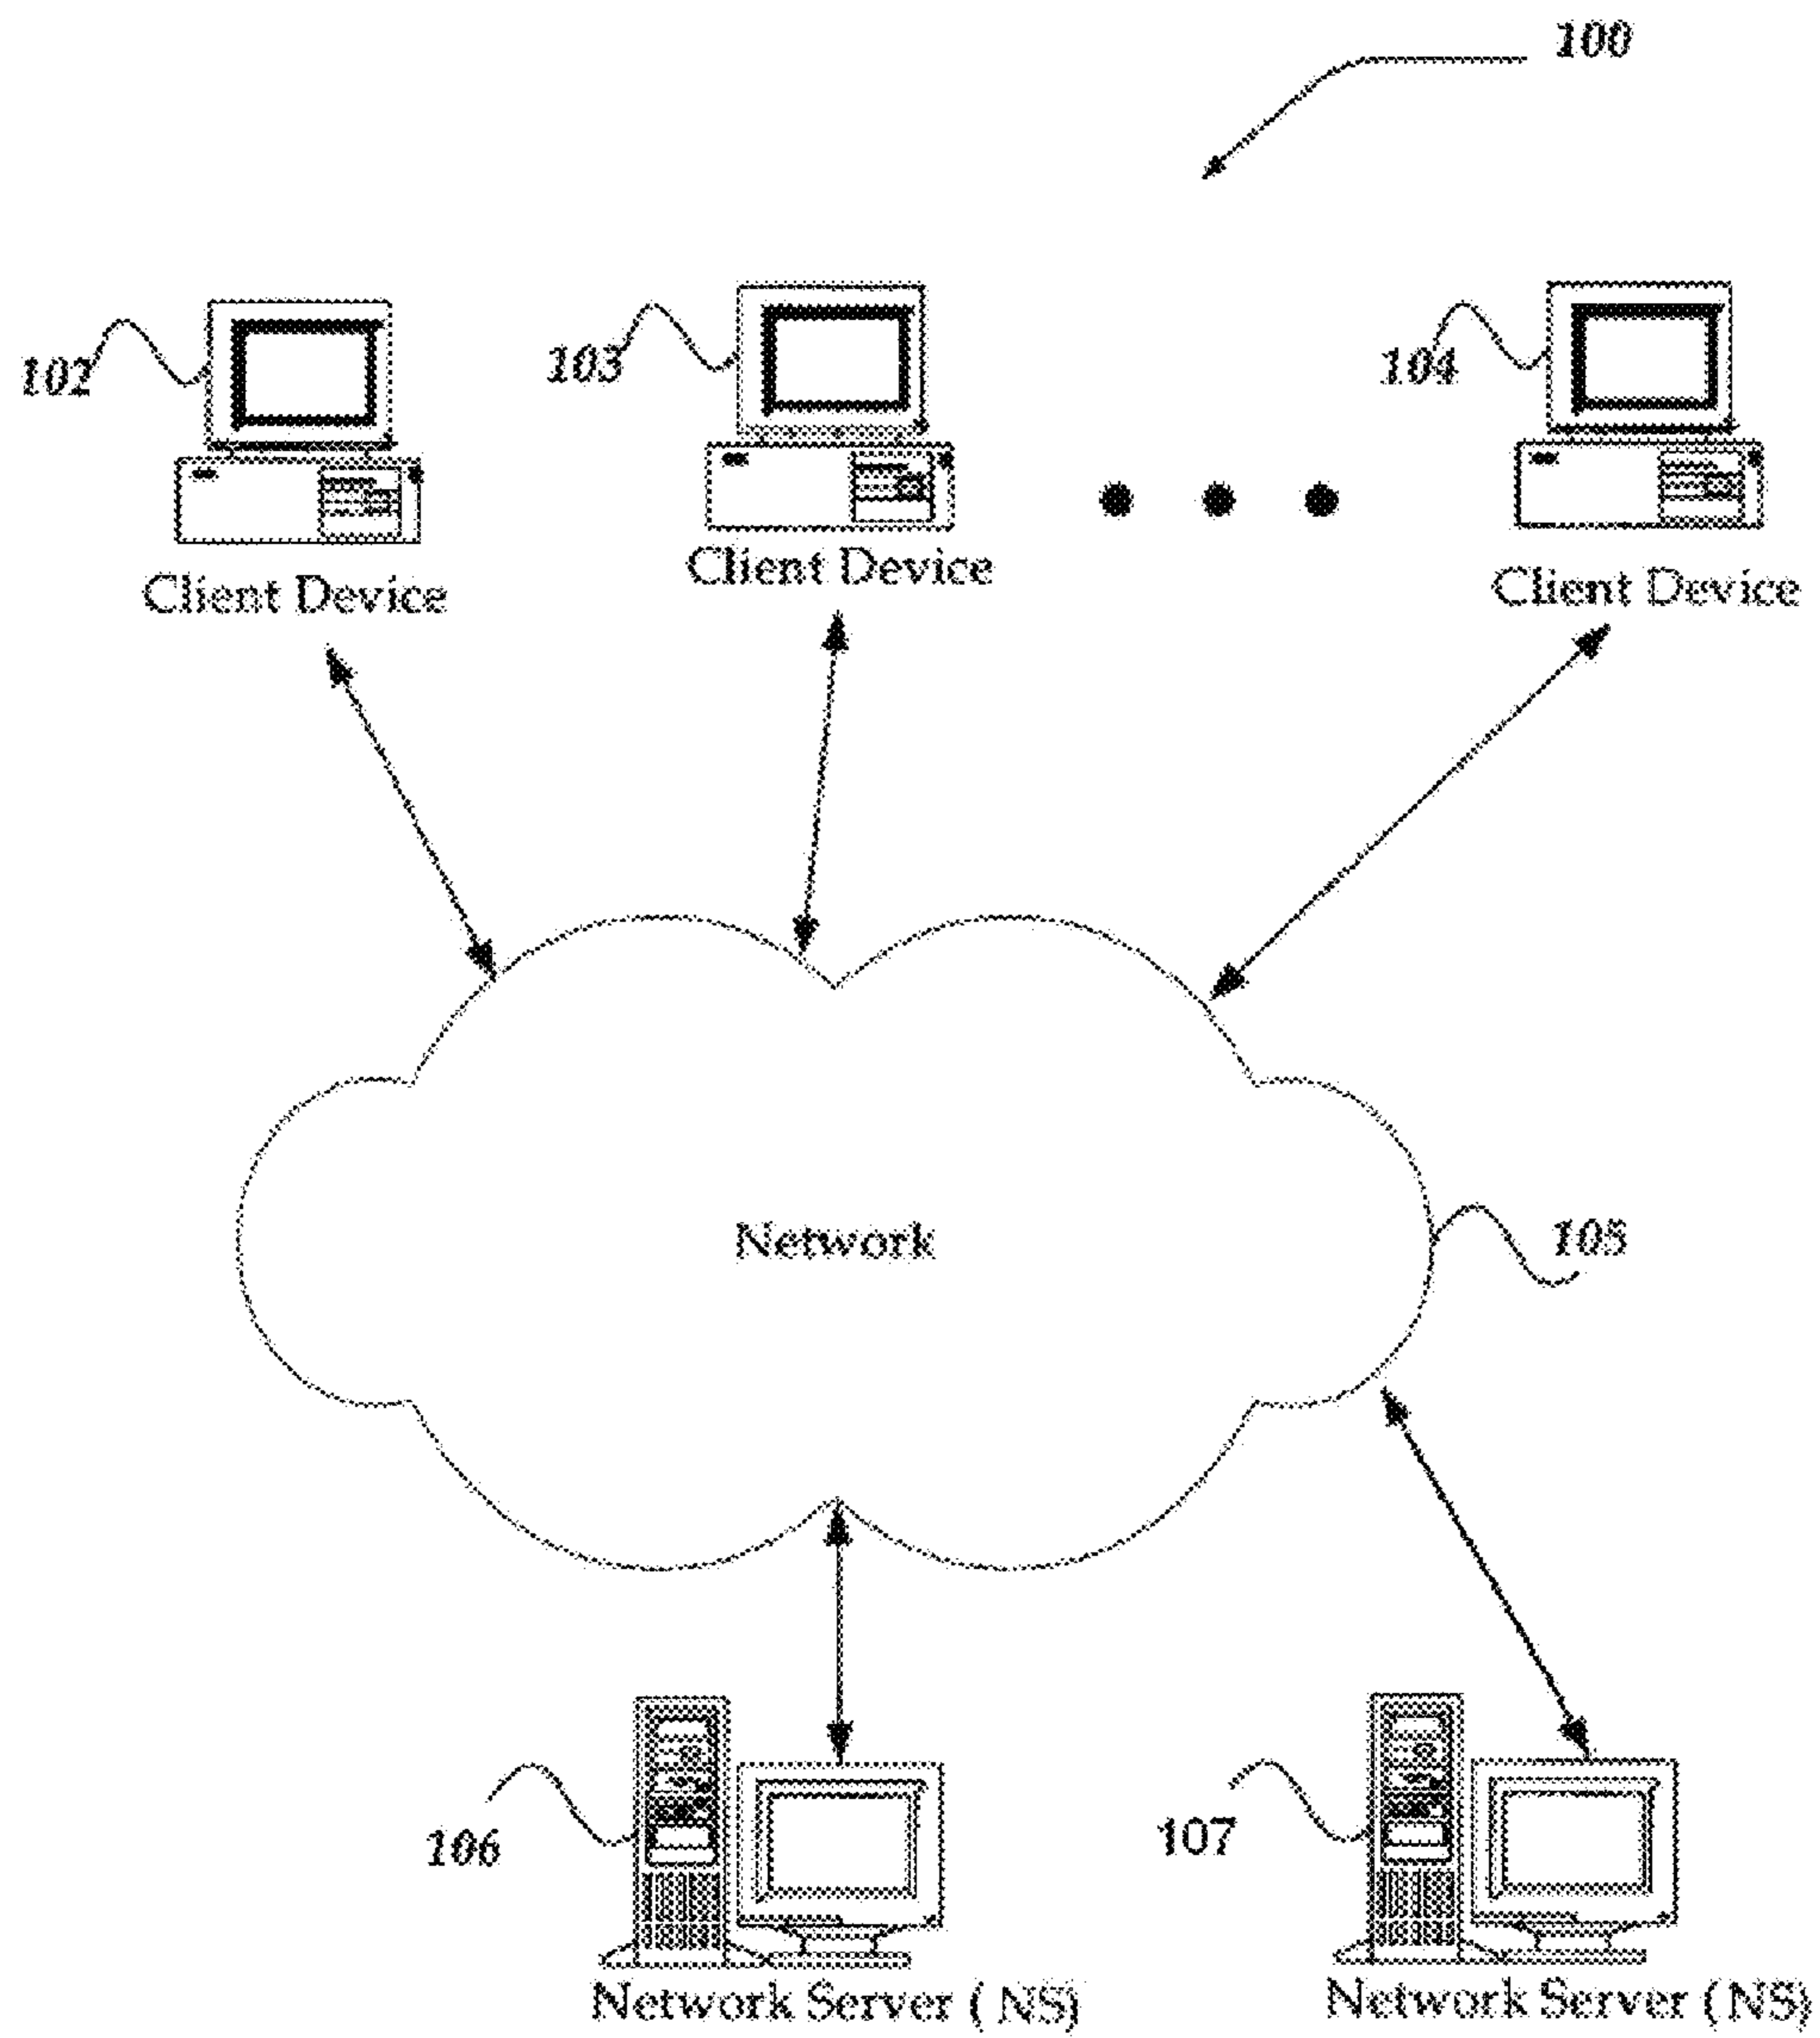 100
102
103
104
Client Device
Client Device
Client Device
Network
105
106
107
Network Server ( NS)
Network Server (NS)